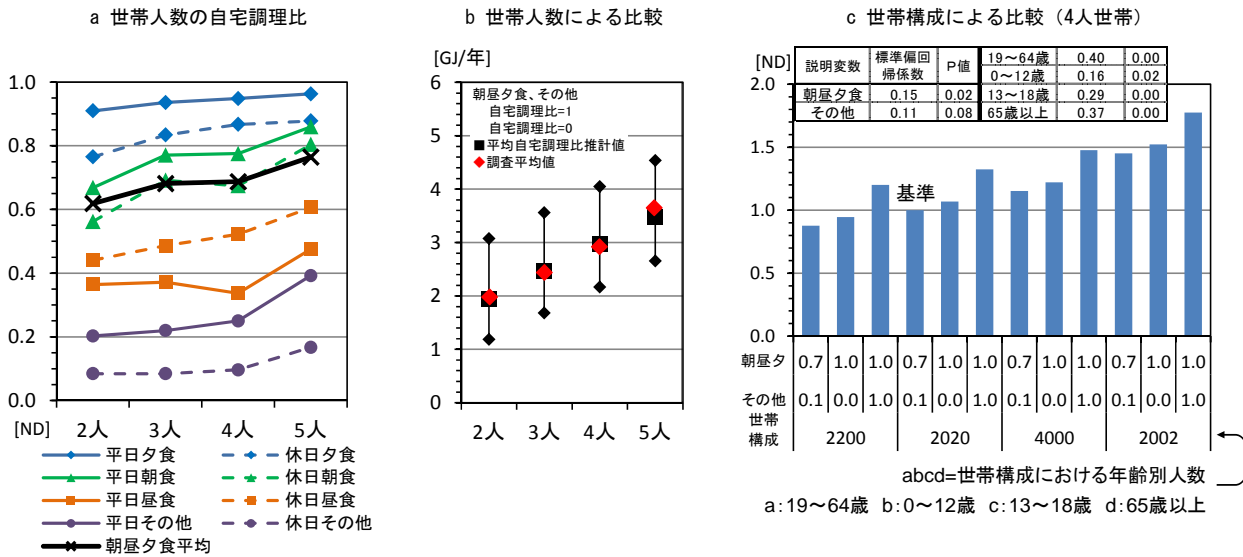 a 世帯人数の自宅調理比
1.0
0.8
0.6
0.4
0.2
0.0
[ND]
2人 3人 4人 5人
平日夕食 休日夕食
平日朝食 休日朝食
平日昼食 休日昼食
平日その他 休日その他
朝昼夕食平均
b 世帯人数による比較
[GJ/年]
6
5
4
3
2
1
0
朝昼夕食、その他
自宅調理比=1
自宅調理比=0
平均自宅調理比推計値
調査平均値
2人 3人 4人 5人
c 世帯構成による比較（4人世帯）
[ND]
2.0
1.5
1.0
0.5
0.0
説明変数 標準偏回帰係数 P値
朝昼夕食 0.15 0.02
その他 0.11 0.08
19～64歳 0.40 0.00
0～12歳 0.16 0.02
13～18歳 0.29 0.00
65歳以上 0.37 0.00
基準
朝昼夕 0.7 1.0 1.0 0.7 1.0 1.0 0.7 1.0 1.0 0.7 1.0 1.0
その他 0.1 0.0 1.0 0.1 0.0 1.0 0.1 0.0 1.0 0.1 0.0 1.0
世帯
構成 2200 2020 4000 2002
abcd=世帯構成における年齢別人数
a:19～64歳 b:0～12歳 c:13～18歳 d:65歳以上